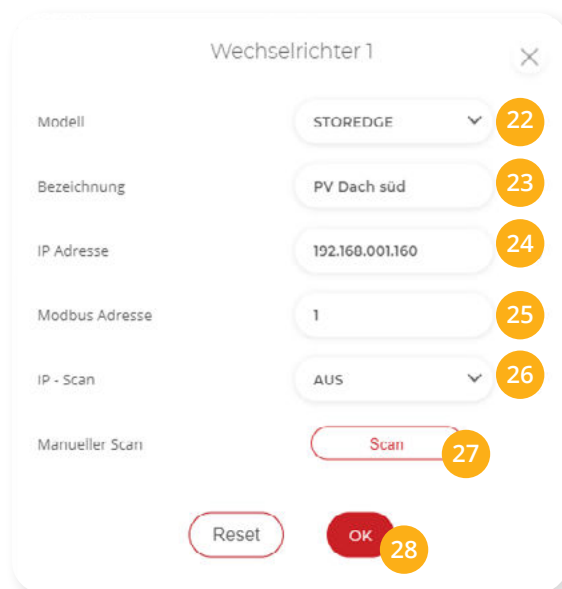 Wechselrichter 1
Modell STOREDGE 22
Bezeichnung PV Dach süd 23
IP Adresse 192.168.001.160 24
Modbus Adresse 1 25
IP - Scan AUS 26
Manueller Scan Scan 27
Reset OK 28